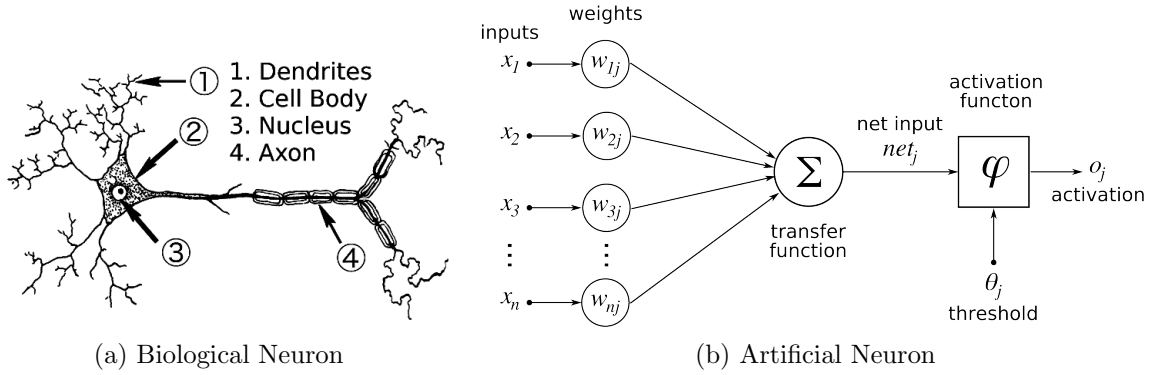 ①
②
③
④
1. Dendrites
2. Cell Body
3. Nucleus
4. Axon
(a) Biological Neuron
inputs
weights
x₁
w₁ⱼ
x₂
w₂ⱼ
x₃
w₃ⱼ
⋮ ⋮
xₙ
wₙⱼ
Σ
transfer
function
net input
netⱼ
activation
functon
φ
oⱼ
activation
θⱼ
threshold
(b) Artificial Neuron